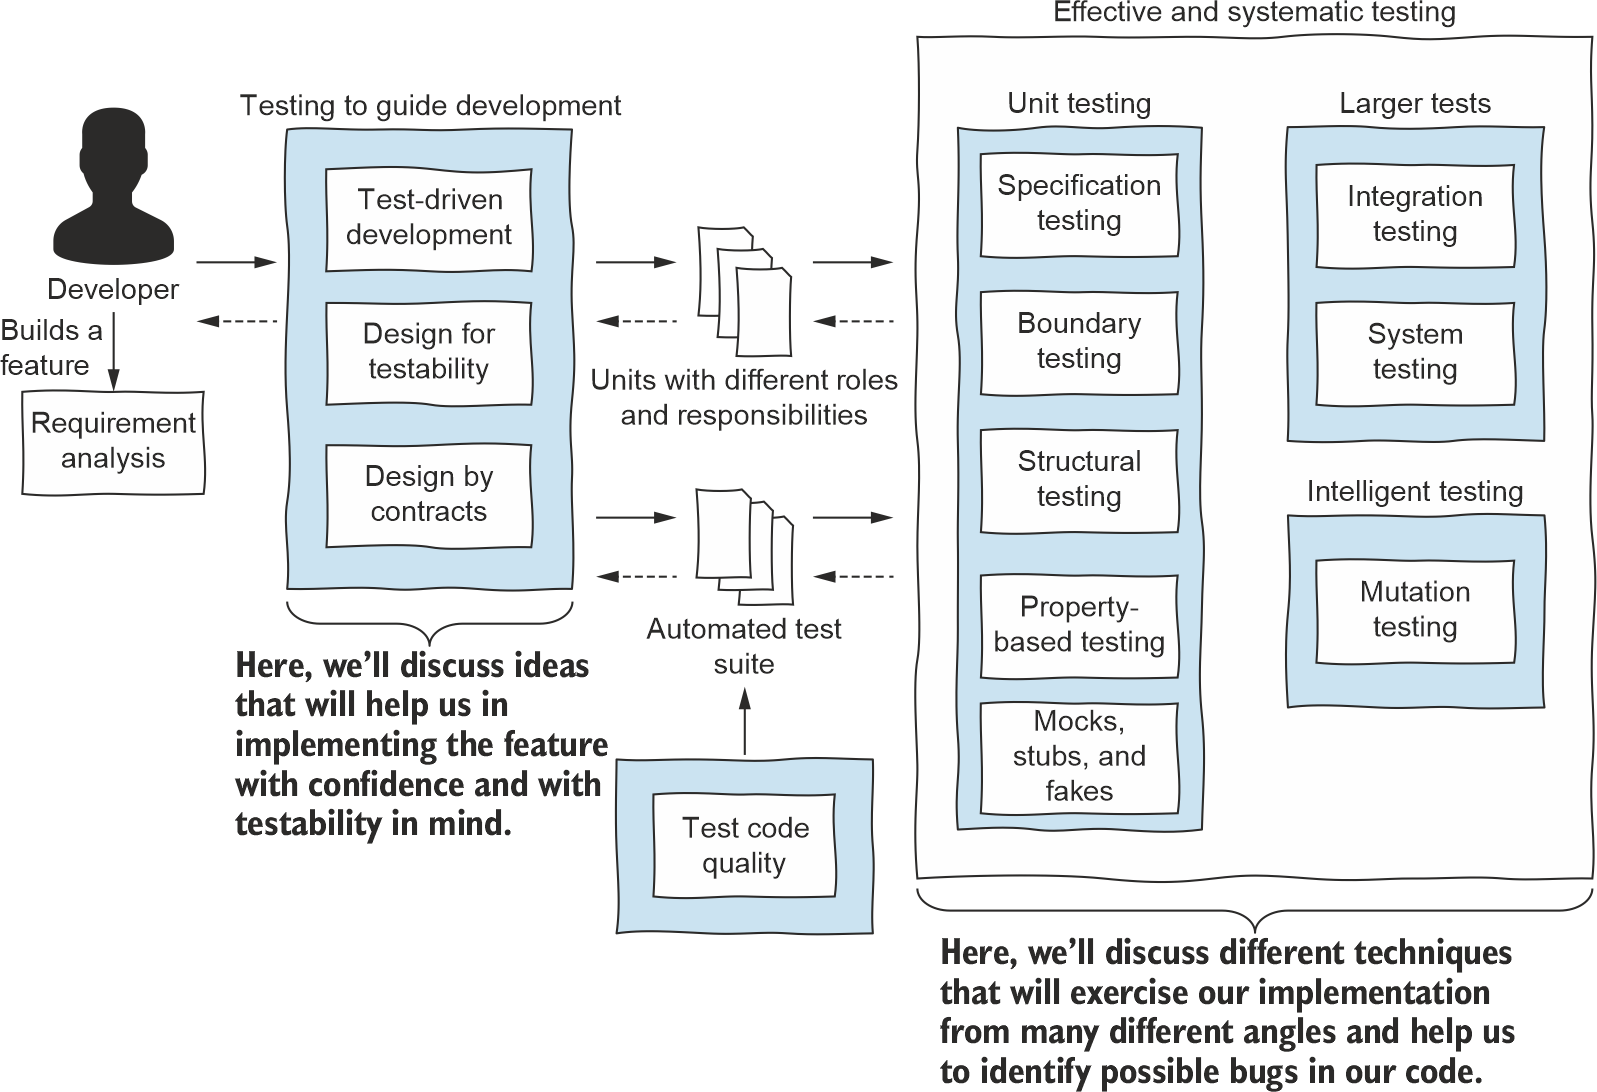 Effective and systematic testing
Testing to guide development
Unit testing
Larger tests
Test-driven
development
Design for
testability
Design by
contracts
Developer
Builds a
feature
Requirement
analysis
Units with different roles
and responsibilities
Automated test
suite
Test code
quality
Specification
testing
Boundary
testing
Structural
testing
Property-
based testing
Mocks,
stubs, and
fakes
Integration
testing
System
testing
Intelligent testing
Mutation
testing
Here, we’ll discuss ideas
that will help us in
implementing the feature
with confidence and with
testability in mind.
Here, we’ll discuss different techniques
that will exercise our implementation
from many different angles and help us
to identify possible bugs in our code.